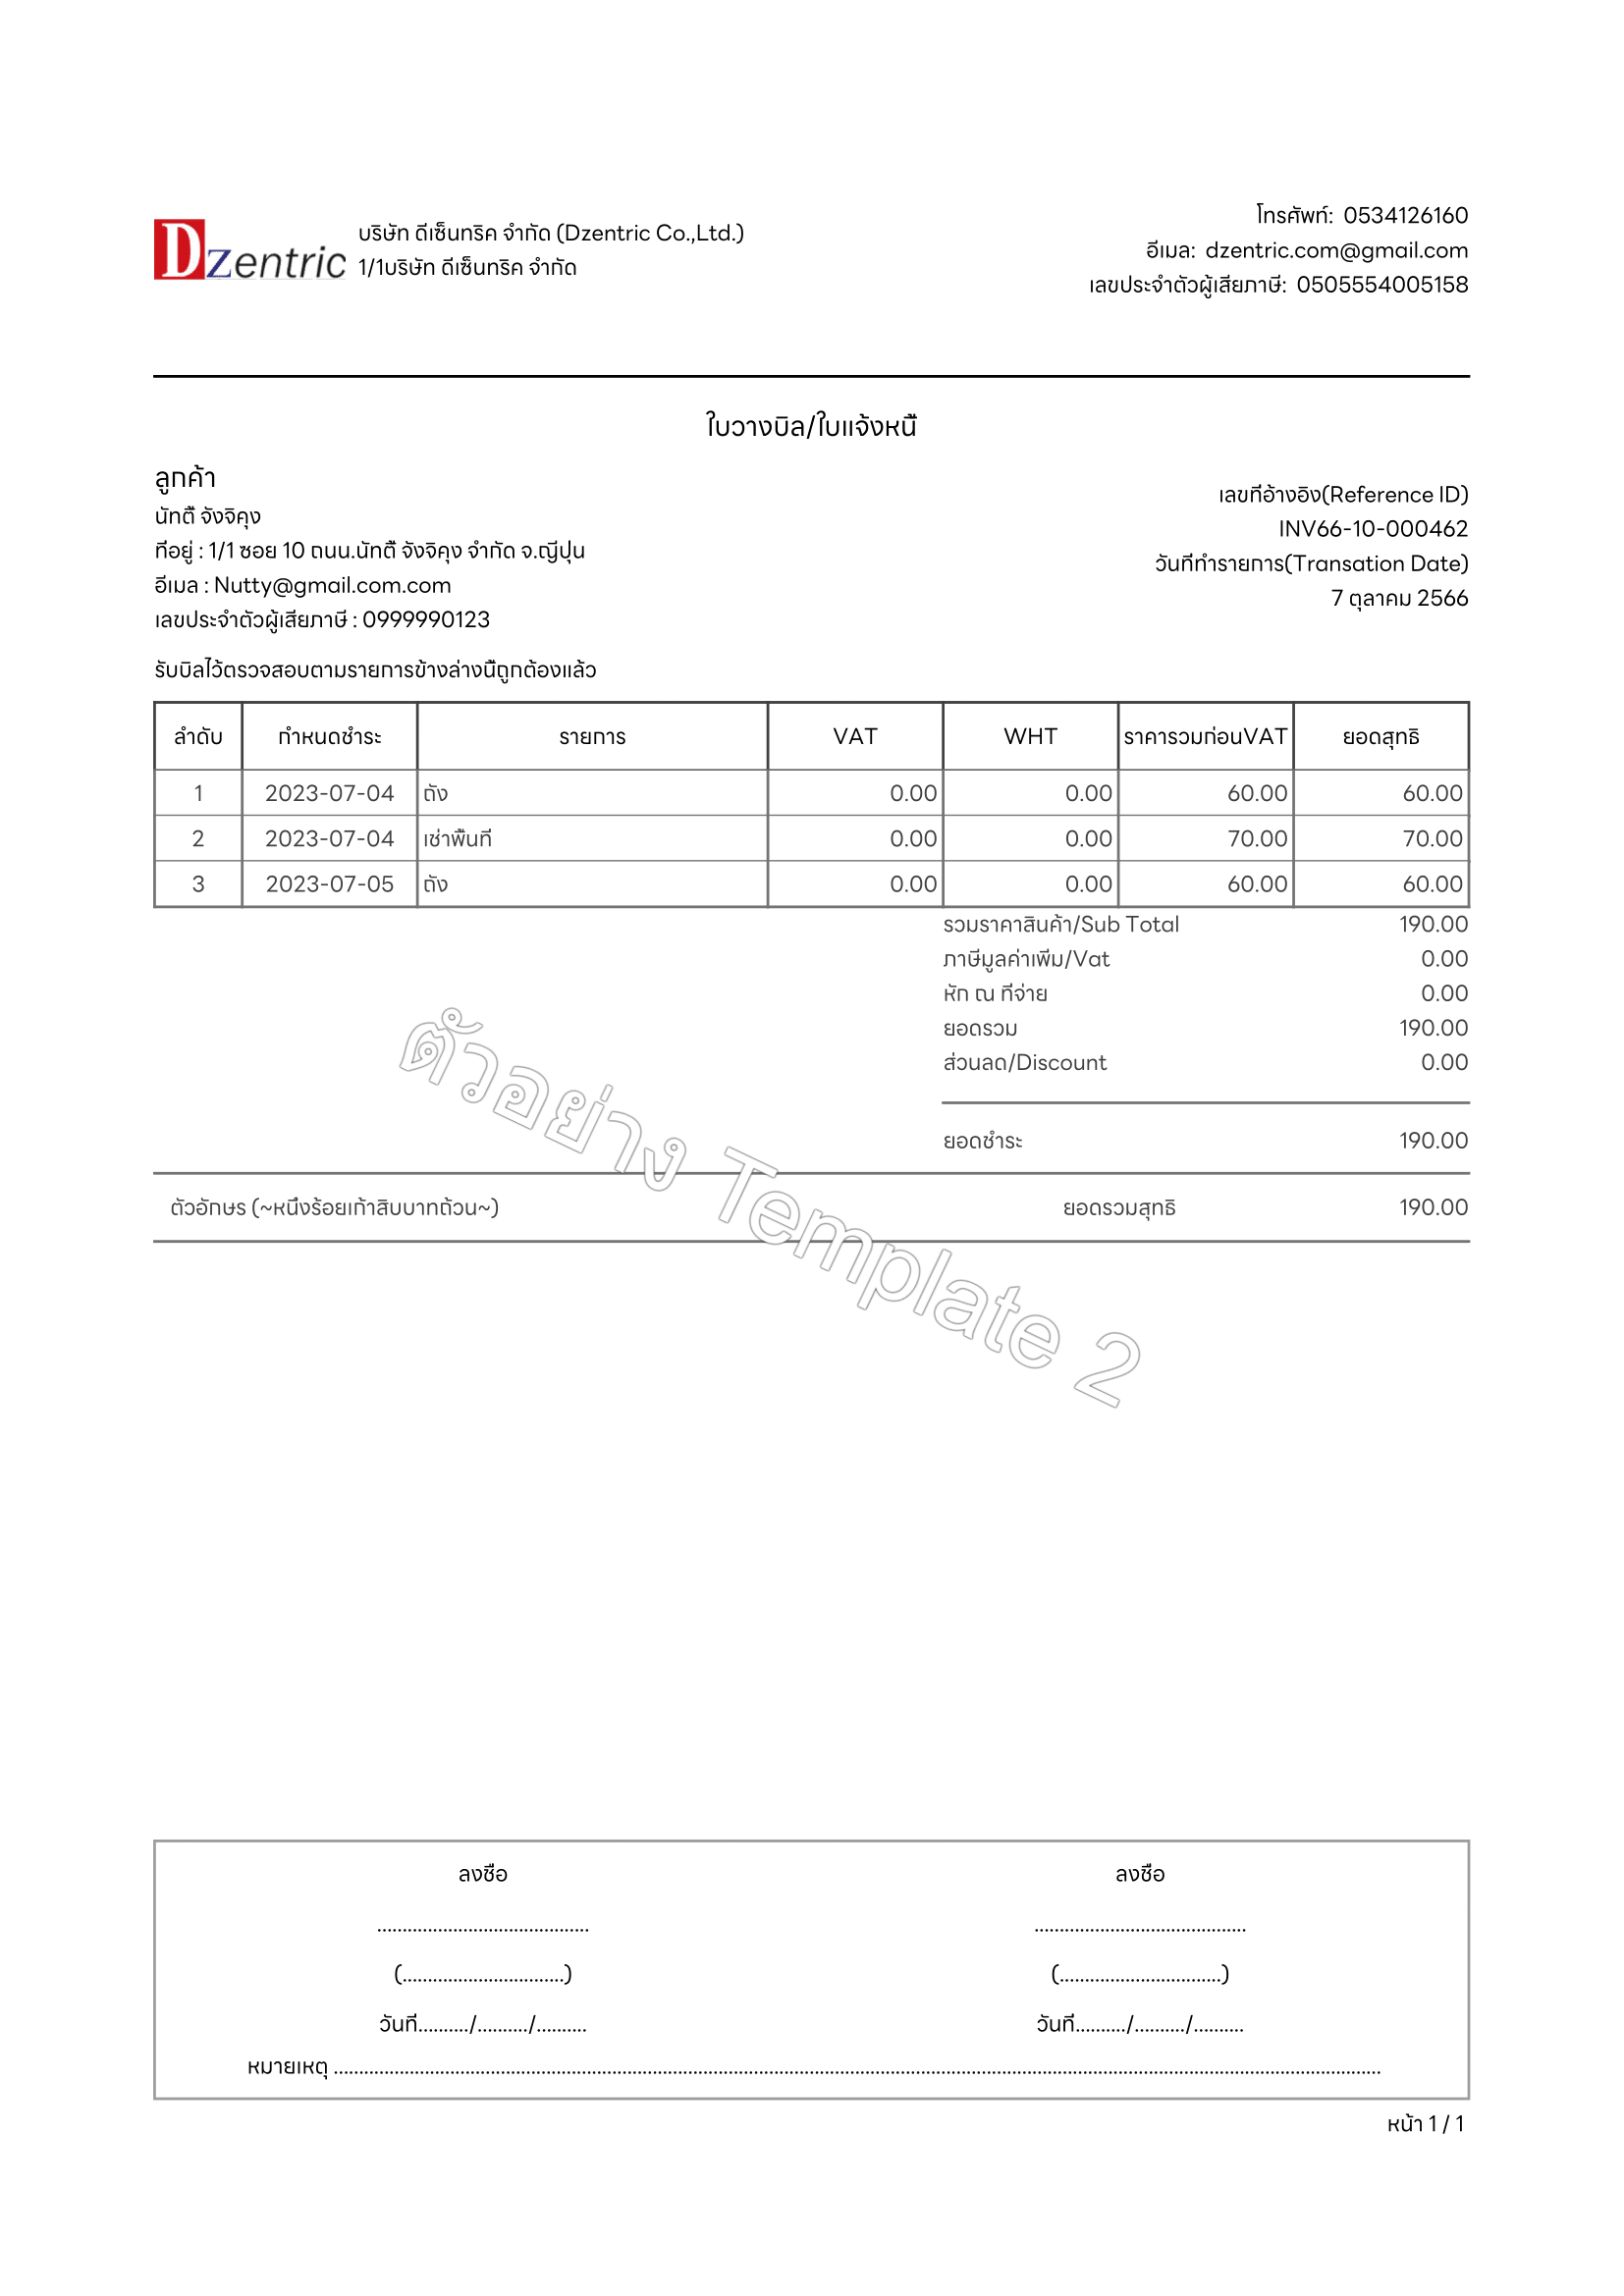 Dzentric
บริษัท ดีเซ็นทริค จำกัด (Dzentric Co.,Ltd.)
1/1บริษัท ดีเซ็นทริค จำกัด
โทรศัพท์: 0534126160
อีเมล: dzentric.com@gmail.com
เลขประจำตัวผู้เสียภาษี: 0505554005158
ใบวางบิล/ใบแจ้งหนี้
ลูกค้า
นัทตี้ จังจิคุง
ที่อยู่ : 1/1 ซอย 10 ถนน.นัทตี้ จังจิคุง จำกัด จ.ญี่ปุ่น
อีเมล : Nutty@gmail.com.com
เลขประจำตัวผู้เสียภาษี : 0999990123
เลขที่อ้างอิง(Reference ID)
INV66-10-000462
วันที่ทำรายการ(Transation Date)
7 ตุลาคม 2566
รับบิลไว้ตรวจสอบตามรายการข้างล่างนี้ถูกต้องแล้ว
ลำดับ กำหนดชำระ รายการ VAT WHT ราคารวมก่อนVAT ยอดสุทธิ
1 2023-07-04 ถัง 0.00 0.00 60.00 60.00
2 2023-07-04 เช่าพื้นที่ 0.00 0.00 70.00 70.00
3 2023-07-05 ถัง 0.00 0.00 60.00 60.00
รวมราคาสินค้า/Sub Total 190.00
ภาษีมูลค่าเพิ่ม/Vat 0.00
หัก ณ ที่จ่าย 0.00
ยอดรวม 190.00
ส่วนลด/Discount 0.00
ยอดชำระ 190.00
ตัวอักษร (~หนึ่งร้อยเก้าสิบบาทถ้วน~) ยอดรวมสุทธิ 190.00
ตัวอย่าง Template 2
ลงชื่อ ลงชื่อ
.......................................... ..........................................
(................................) (................................)
วันที่........../........../.......... วันที่........../........../..........
หมายเหตุ ................................................................................................................................................................................................................
หน้า 1 / 1